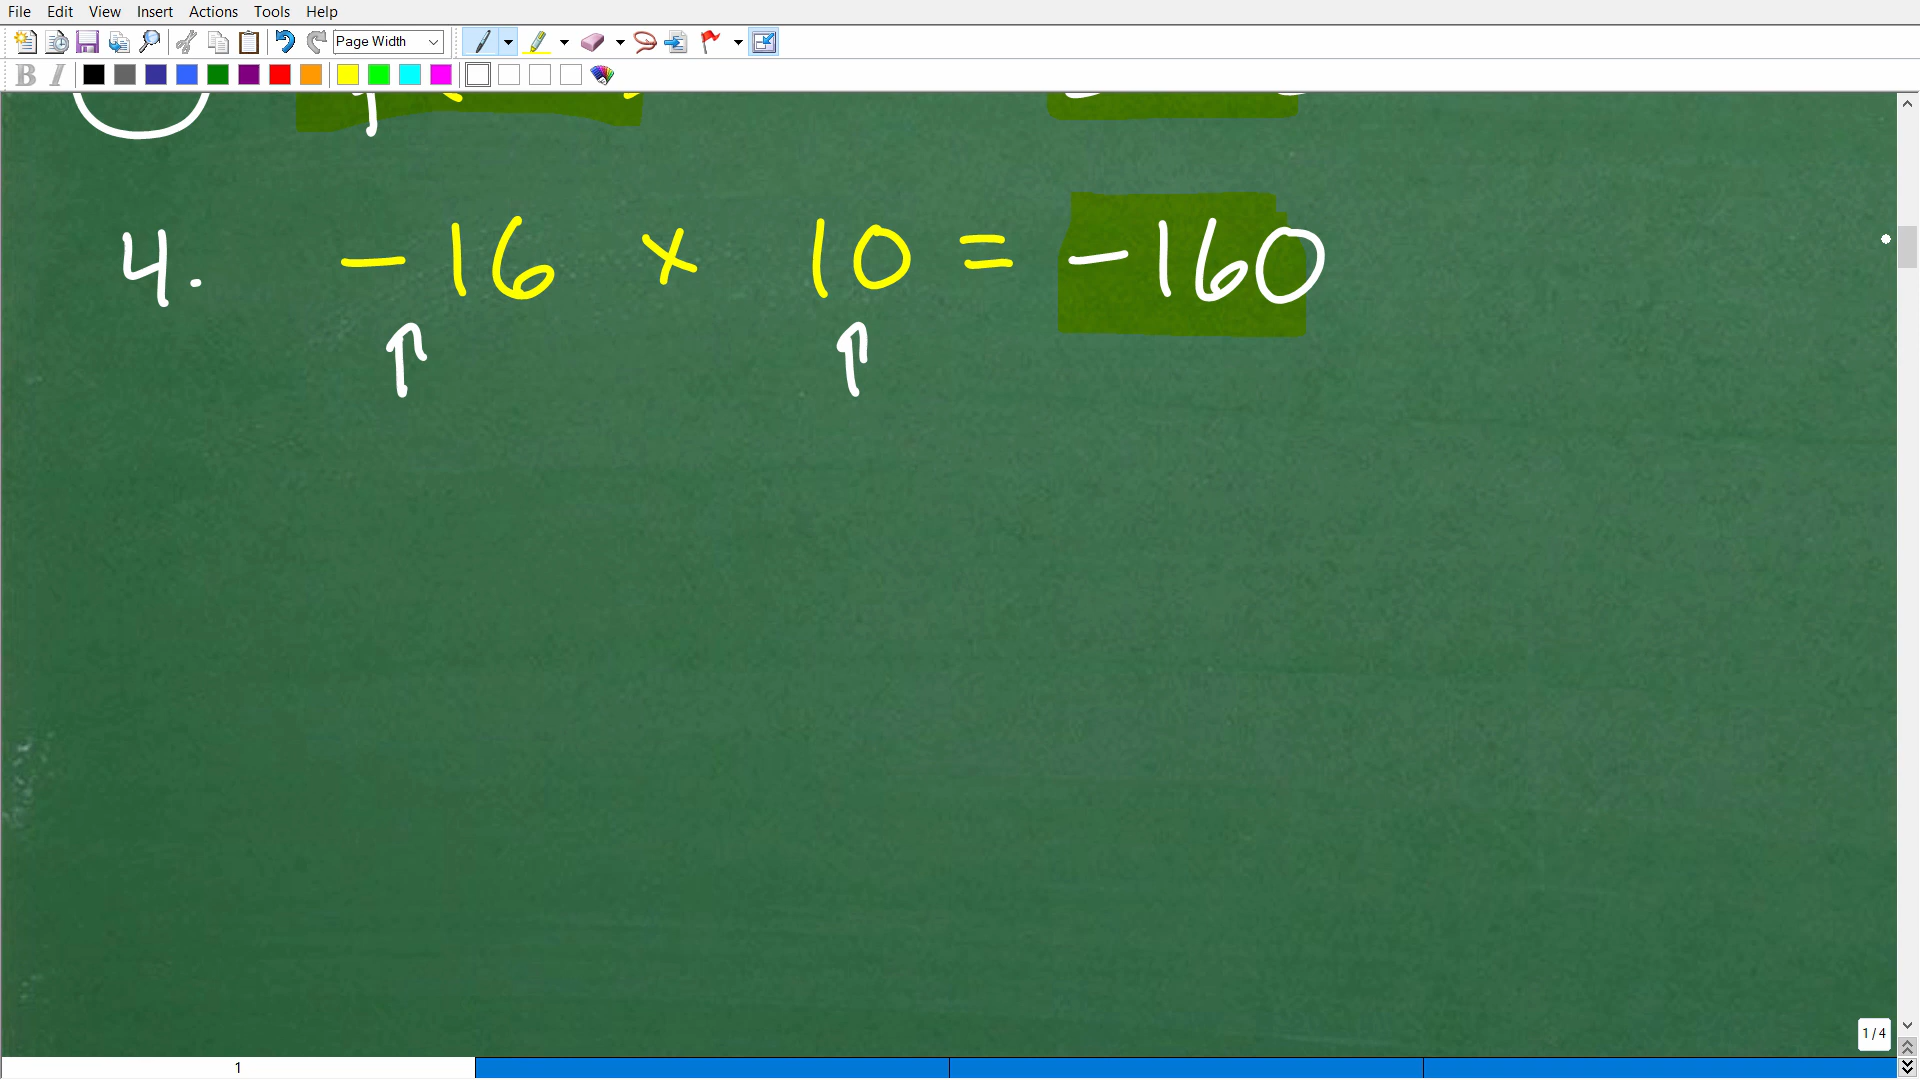 File Edit View Insert Actions Tools Help
Page Width
B I
4. -16 × 10 = -160
1 / 4
1